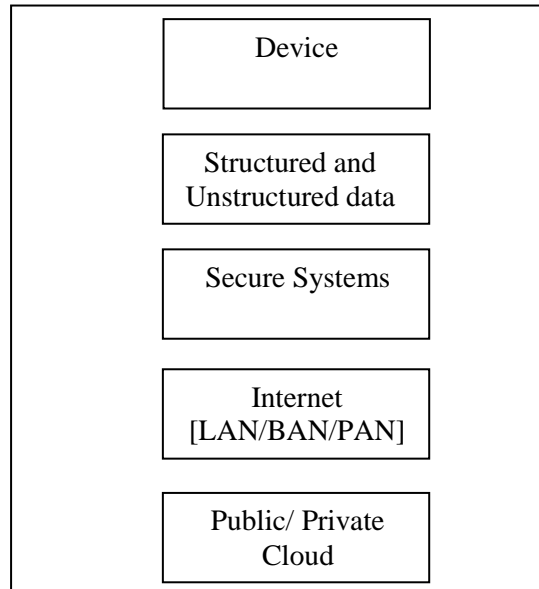 Device
Structured and
Unstructured data
Secure Systems
Internet
[LAN/BAN/PAN]
Public/ Private
Cloud